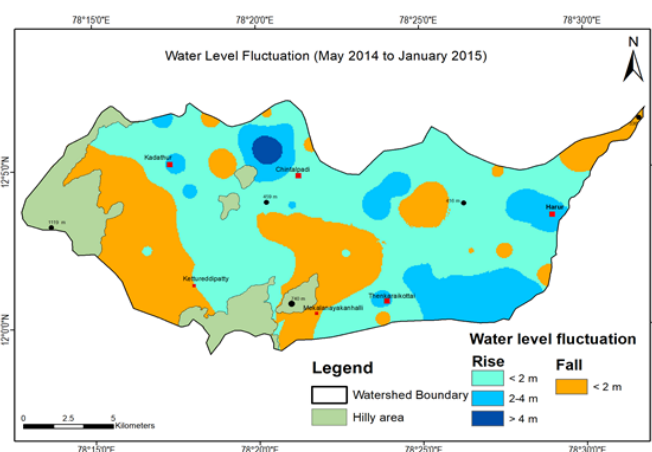 78°15'0"E 78°20'0"E 78°25'0"E 78°30'0"E
Water Level Fluctuation (May 2014 to January 2015)
N
12°5'0"N
12°0'0"N
Kadathur
Chintalpadi
Harur
Kettureddipatty
Mekalanayakanhalli
Thenkaraikottai
Legend
Watershed Boundary
Hilly area
Water level fluctuation
Rise
< 2 m
2-4 m
> 4 m
Fall
< 2 m
0 2.5 5
Kilometers
78°15'0"E 78°20'0"E 78°25'0"E 78°30'0"E